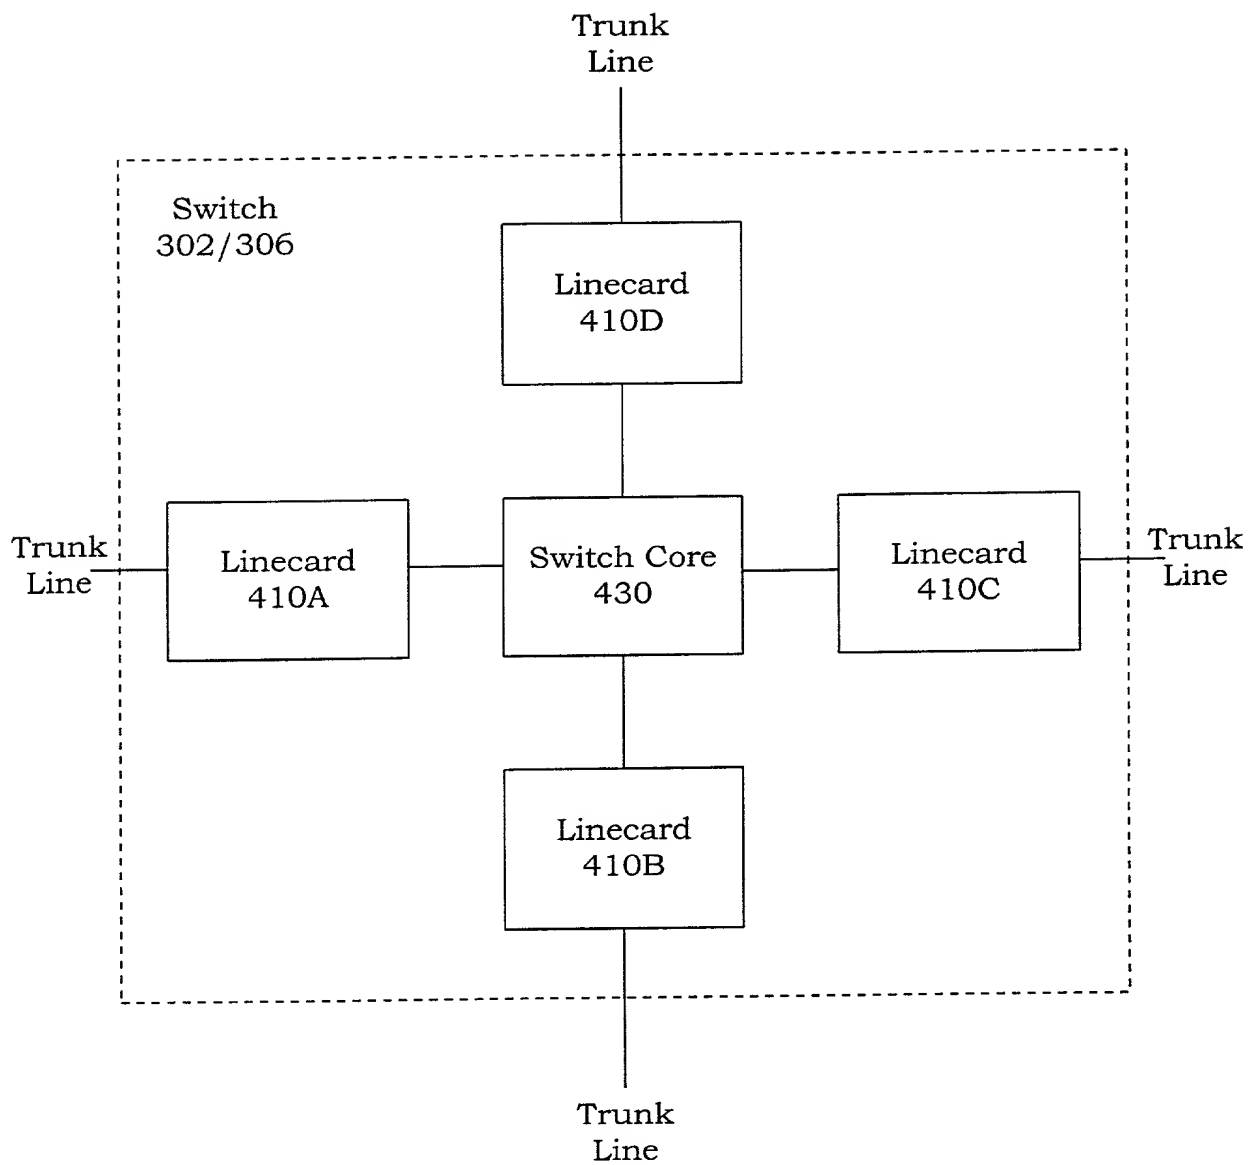 Trunk
Line
Switch
302/306
Linecard
410D
Trunk
Line
Linecard
410A
Switch Core
430
Linecard
410C
Trunk
Line
Linecard
410B
Trunk
Line